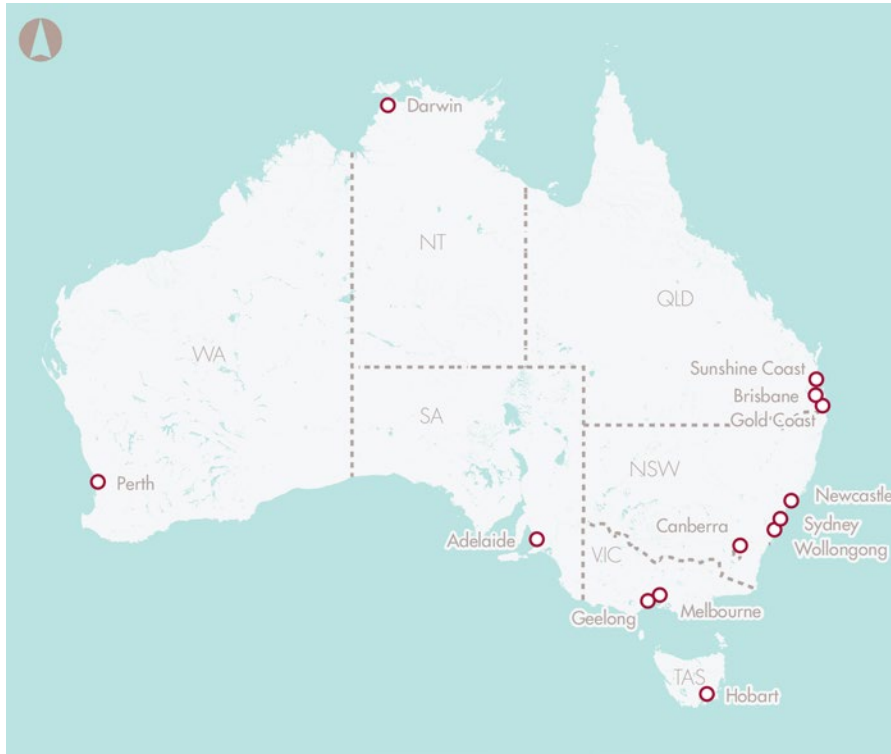 Darwin
NT
QLD
WA
Sunshine Coast
Brisbane
SA
Gold Coast
NSW
Perth
Newcastle
Canberra
Sydney
Adelaide
VIC
Wollongong
Geelong
Melbourne
TAS
Hobart